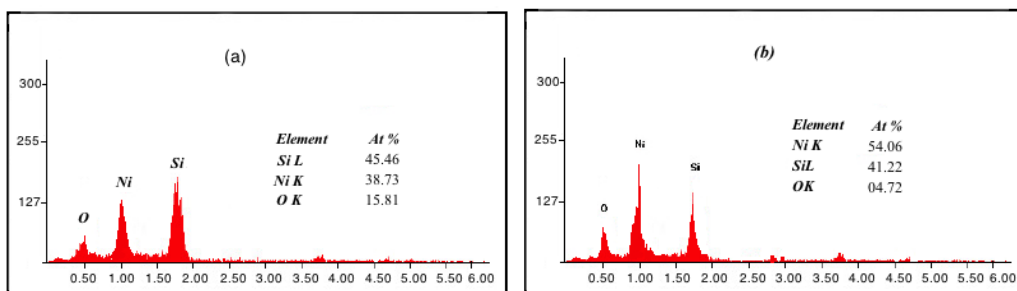 (a)
300
255
127
O
Ni
Si
Element At %
Si L 45.46
Ni K 38.73
O K 15.81
0.50 1.00 1.50 2.00 2.50 3.00 3.50 4.00 4.50 5.00 5.50 6.00
(b)
300
255
127
O
Ni
Si
Element At %
Ni K 54.06
SiL 41.22
OK 04.72
0.50 1.00 1.50 2.00 2.50 3.00 3.50 4.00 4.50 5.00 5.50 6.00